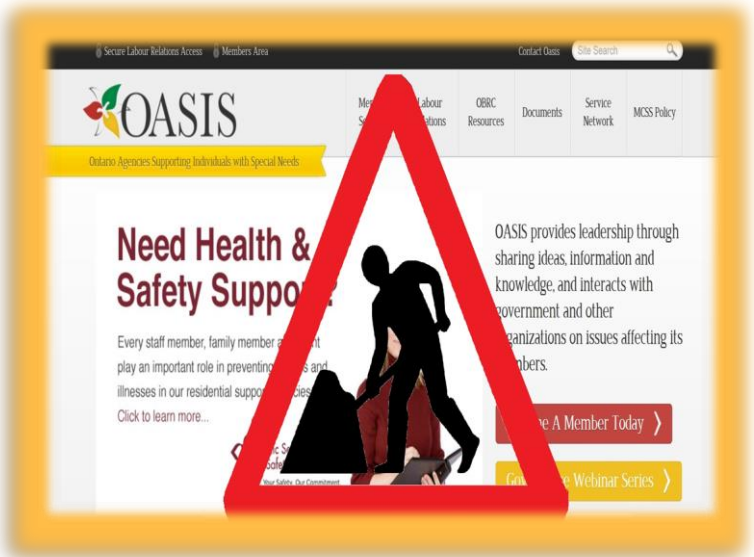 Secure Labour Relations Access Members Area Contact Oasis Site Search
OASIS
Labour OBRC Service
Resources Documents Network MCSS Policy
Ontario Agencies Supporting Individuals with Special Needs
Need Health &
Safety
Every staff member, family member
play an important role in preventing and
illnesses in our residential
Click to learn more...
Your Safety. Our Commitment.
OASIS provides leadership through
sharing ideas, information and
knowledge, and interacts with
government and other
organizations on issues affecting its
A Member Today
Webinar Series